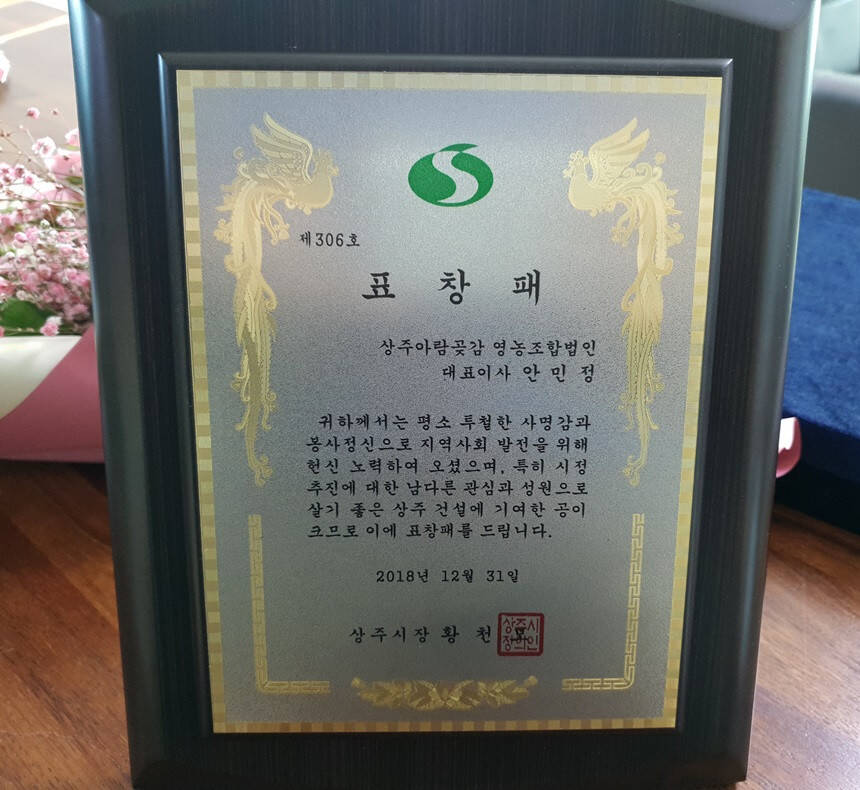 제306호
표 창 패
상주아람곶감 영농조합법인
대표이사 안 민 정
귀하께서는 평소 투철한 사명감과
봉사정신으로 지역사회 발전을 위해
헌신 노력하여 오셨으며, 특히 시정
추진에 대한 남다른 관심과 성원으로
살기 좋은 상주 건설에 기여한 공이
크므로 이에 표창패를 드립니다.
2018년 12월 31일
상주시장 황 천
상주시
장의인